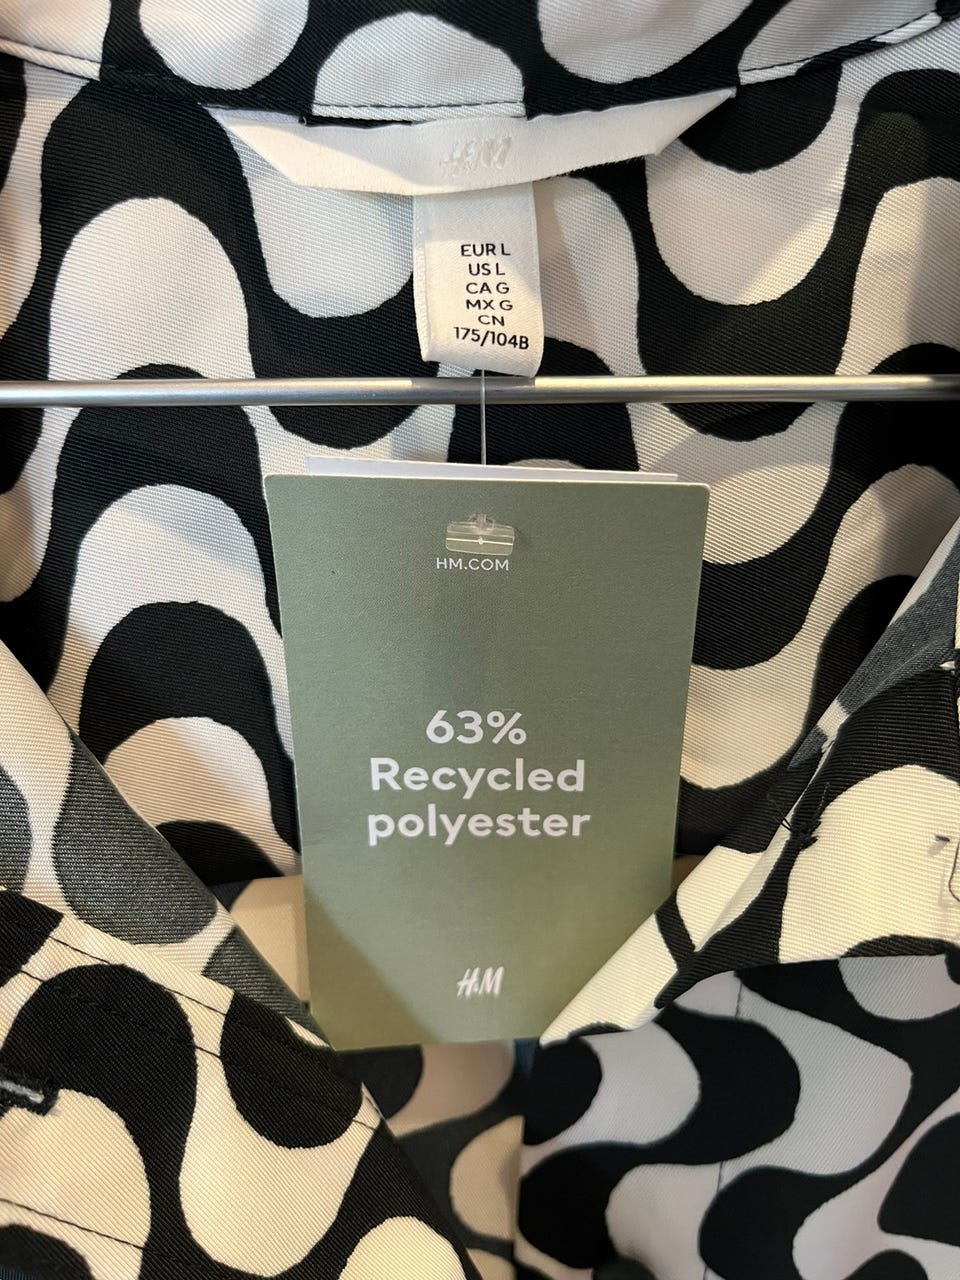 H&M
EUR L
US L
CA G
MX G
CN
175/104B
HM.COM
63%
Recycled
polyester
H&M